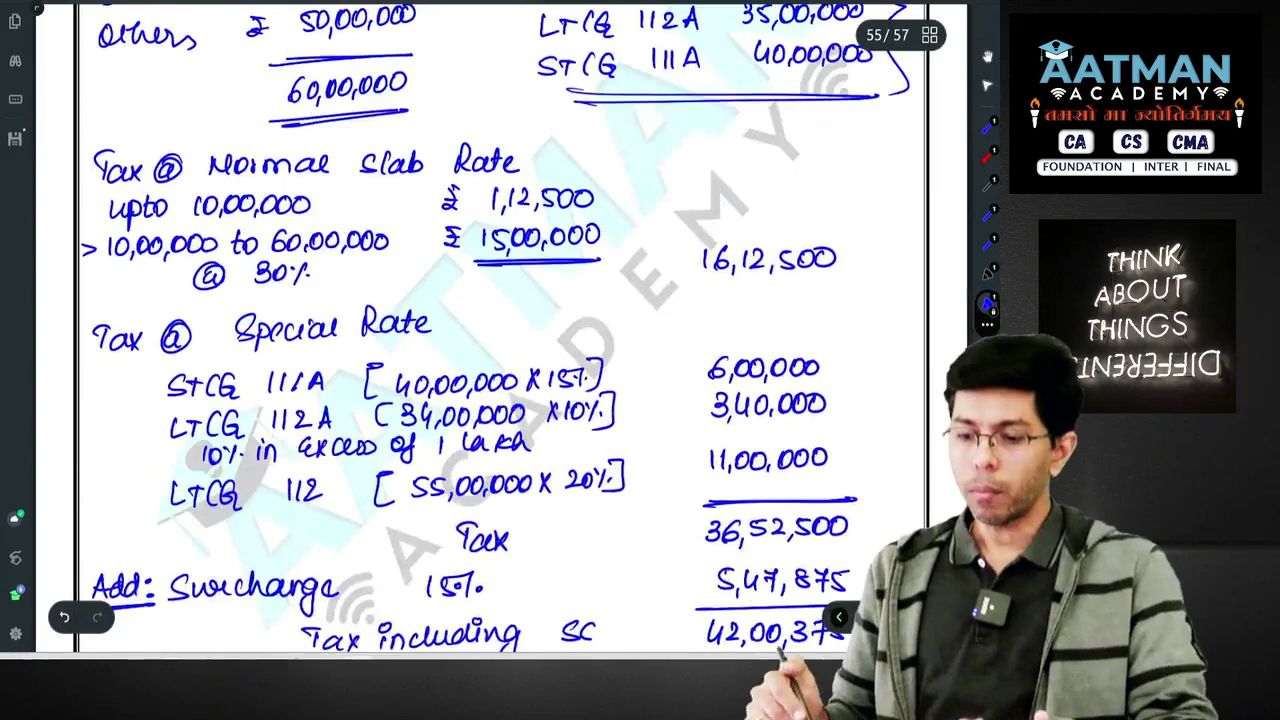 Others ₹ 50,00,000
60,00,000
LTCG 112A 35,00,000
STCG 111A 40,00,000
55/57
Tax @ Normal Slab Rate
upto 10,00,000 ₹ 1,12,500
> 10,00,000 to 60,00,000 ₹ 15,00,000
@ 30%
16,12,500
Tax @ Special Rate
STCG 111A [40,00,000 × 15%] 6,00,000
LTCG 112A [34,00,000 × 10%] 3,40,000
10% in excess of 1 lakh
LTCG 112 [55,00,000 × 20%] 11,00,000
Tax 36,52,500
Add: Surcharge 15% 5,47,875
Tax including SC 42,00,375
AATMAN ACADEMY
AATMAN
ACADEMY
तमसो मा ज्योतिर्गमय
CA CS CMA
FOUNDATION | INTER | FINAL
THINK
ABOUT
THINGS
DIFFERENT